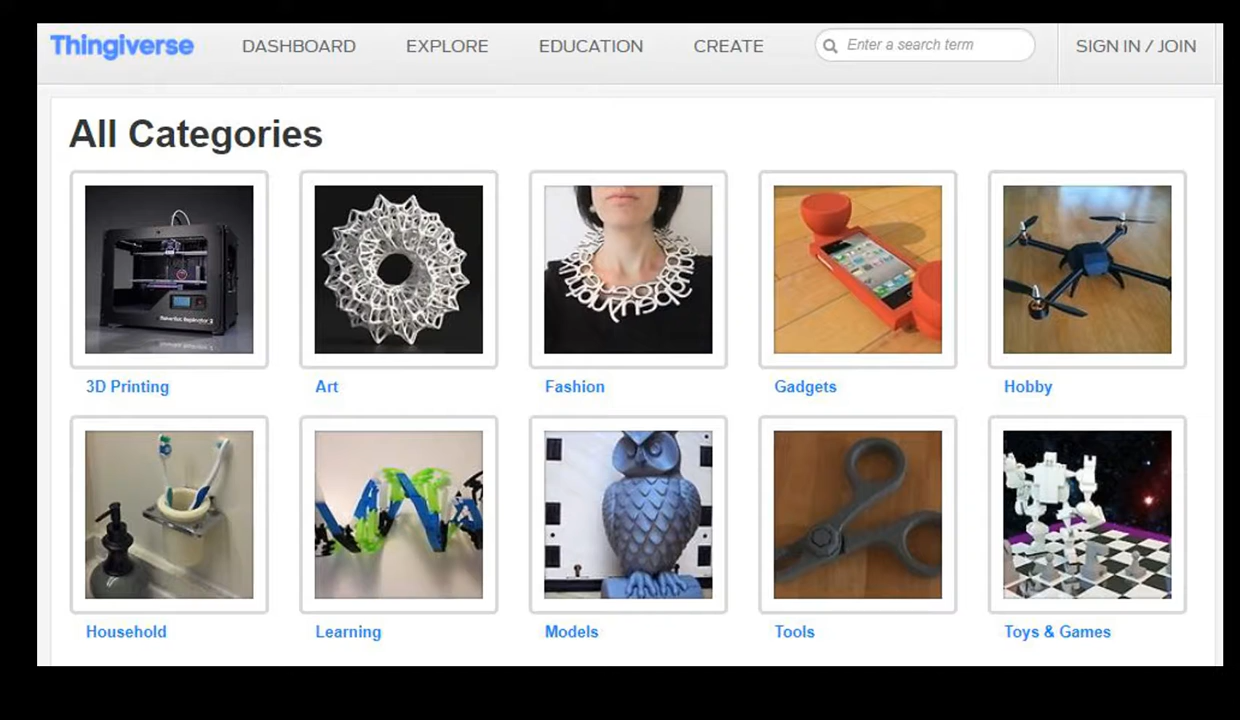 Thingiverse DASHBOARD EXPLORE EDUCATION CREATE Enter a search term SIGN IN / JOIN
All Categories
3D Printing Art Fashion Gadgets Hobby
Household Learning Models Tools Toys & Games